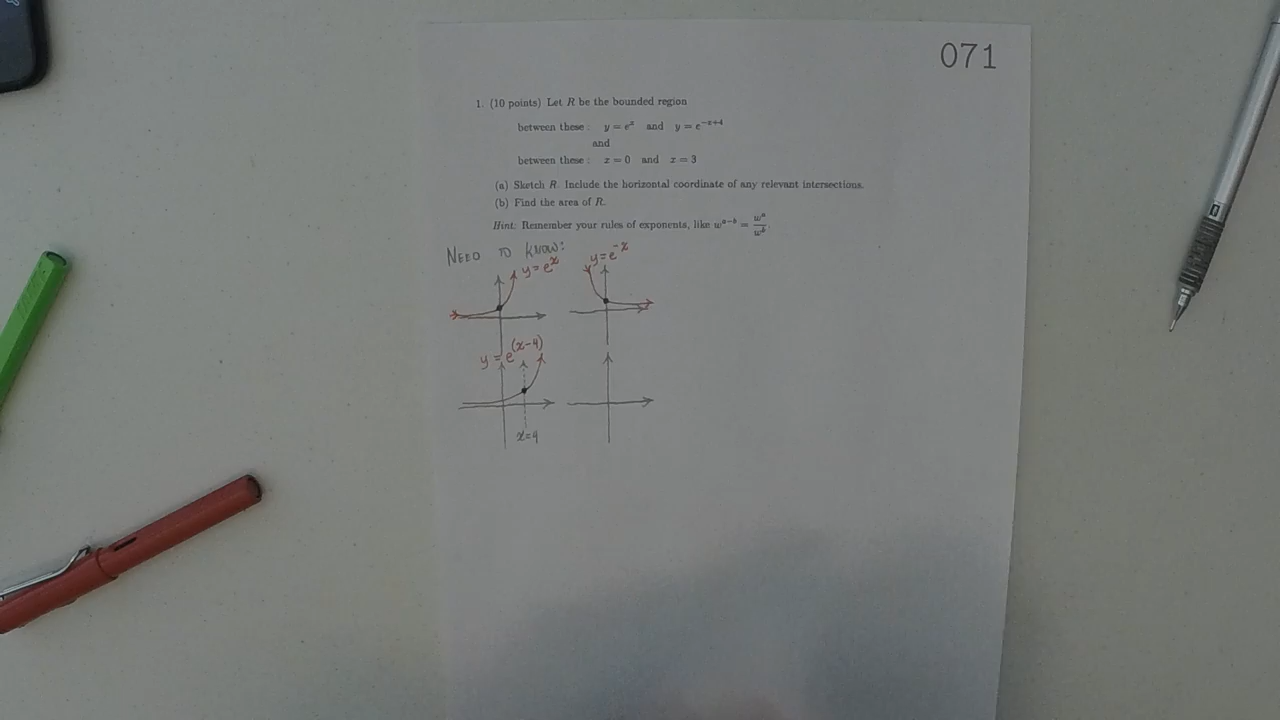 071
1. (10 points) Let R be the bounded region
between these : y = e^x and y = e^{-x+4}
and
between these : x = 0 and x = 3
(a) Sketch R. Include the horizontal coordinate of any relevant intersections.
(b) Find the area of R.
Hint: Remember your rules of exponents, like w^{a-b} = \frac{w^a}{w^b}.
NEED TO KNOW:
y=e^x
y=e^{-x}
y=e^{(x-4)}
x=4